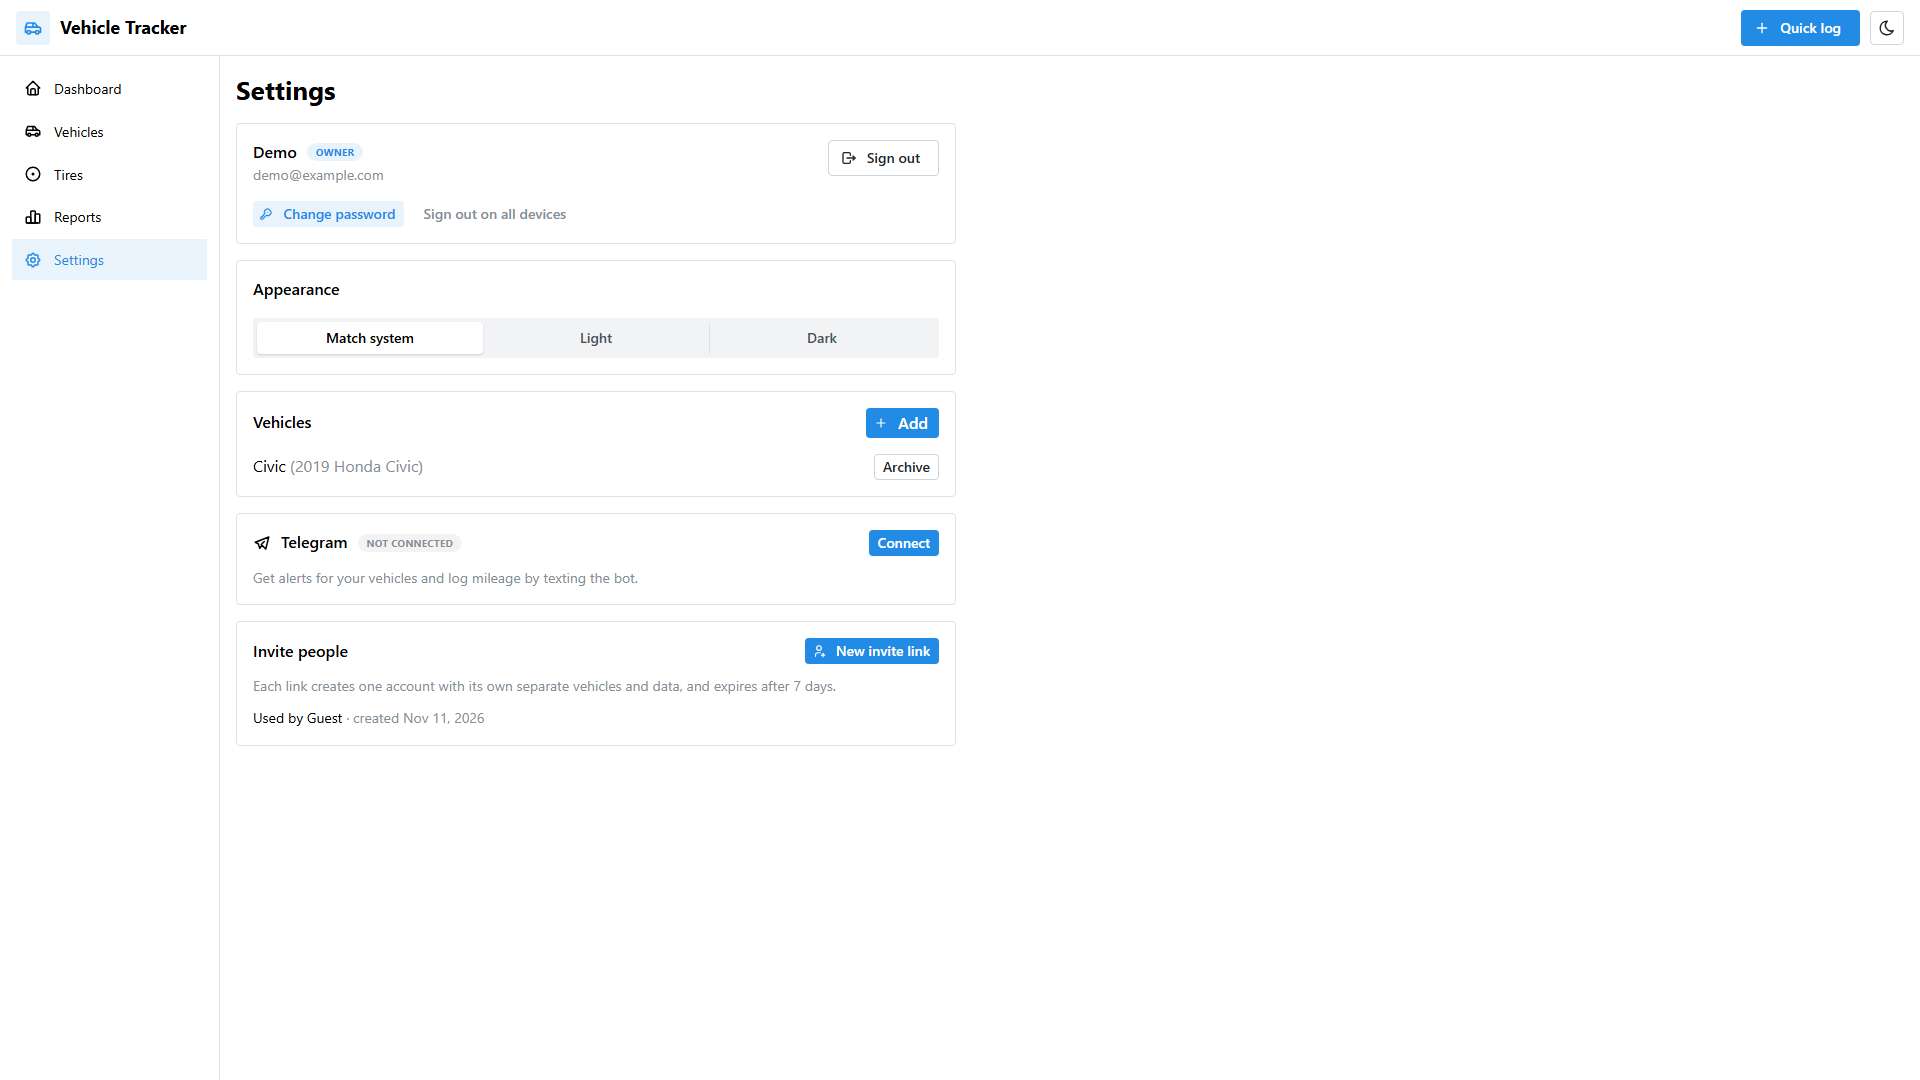 Vehicle Tracker
Quick log
Dashboard
Vehicles
Tires
Reports
Settings
Settings
Demo OWNER
demo@example.com
Sign out
Change password
Sign out on all devices
Appearance
Match system
Light
Dark
Vehicles
Add
Civic (2019 Honda Civic)
Archive
Telegram NOT CONNECTED
Connect
Get alerts for your vehicles and log mileage by texting the bot.
Invite people
New invite link
Each link creates one account with its own separate vehicles and data, and expires after 7 days.
Used by Guest · created Nov 11, 2026